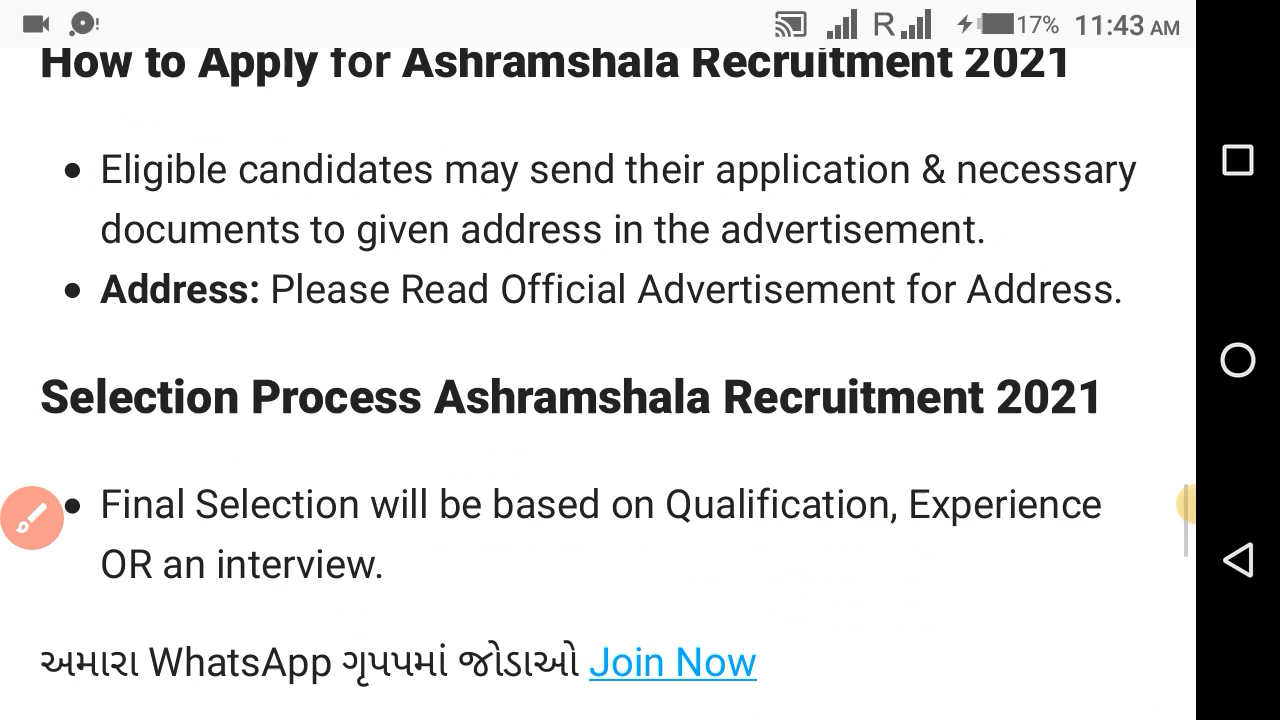 R 17% 11:43 AM
How to Apply for Ashramshala Recruitment 2021
• Eligible candidates may send their application & necessary
documents to given address in the advertisement.
• Address: Please Read Official Advertisement for Address.
Selection Process Ashramshala Recruitment 2021
• Final Selection will be based on Qualification, Experience
OR an interview.
અમારા WhatsApp ગૃપપમાં જોડાઓ Join Now